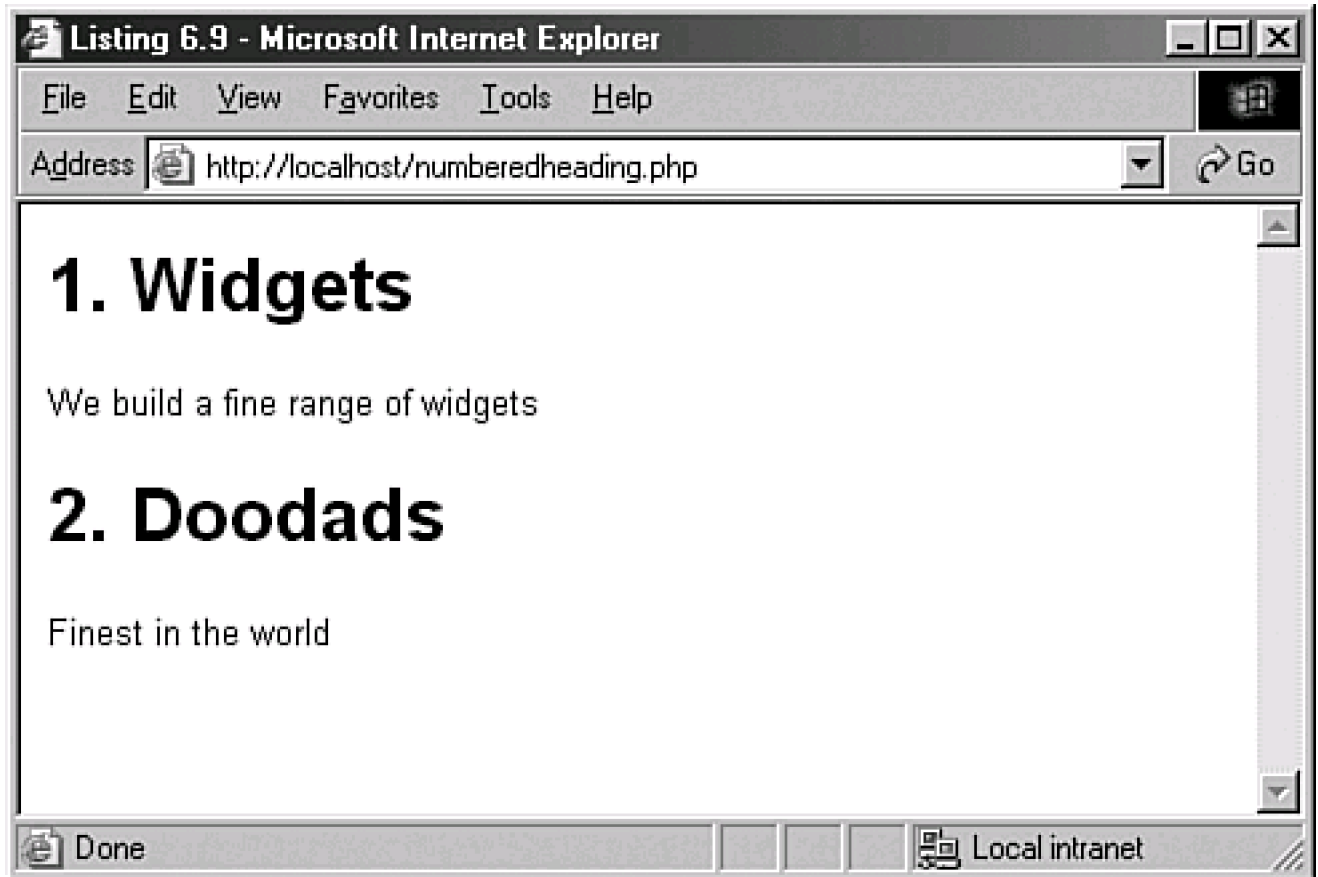 Listing 6.9 - Microsoft Internet Explorer
File Edit View Favorites Tools Help
Address http://localhost/numberedheading.php Go
1. Widgets
We build a fine range of widgets
2. Doodads
Finest in the world
Done Local intranet